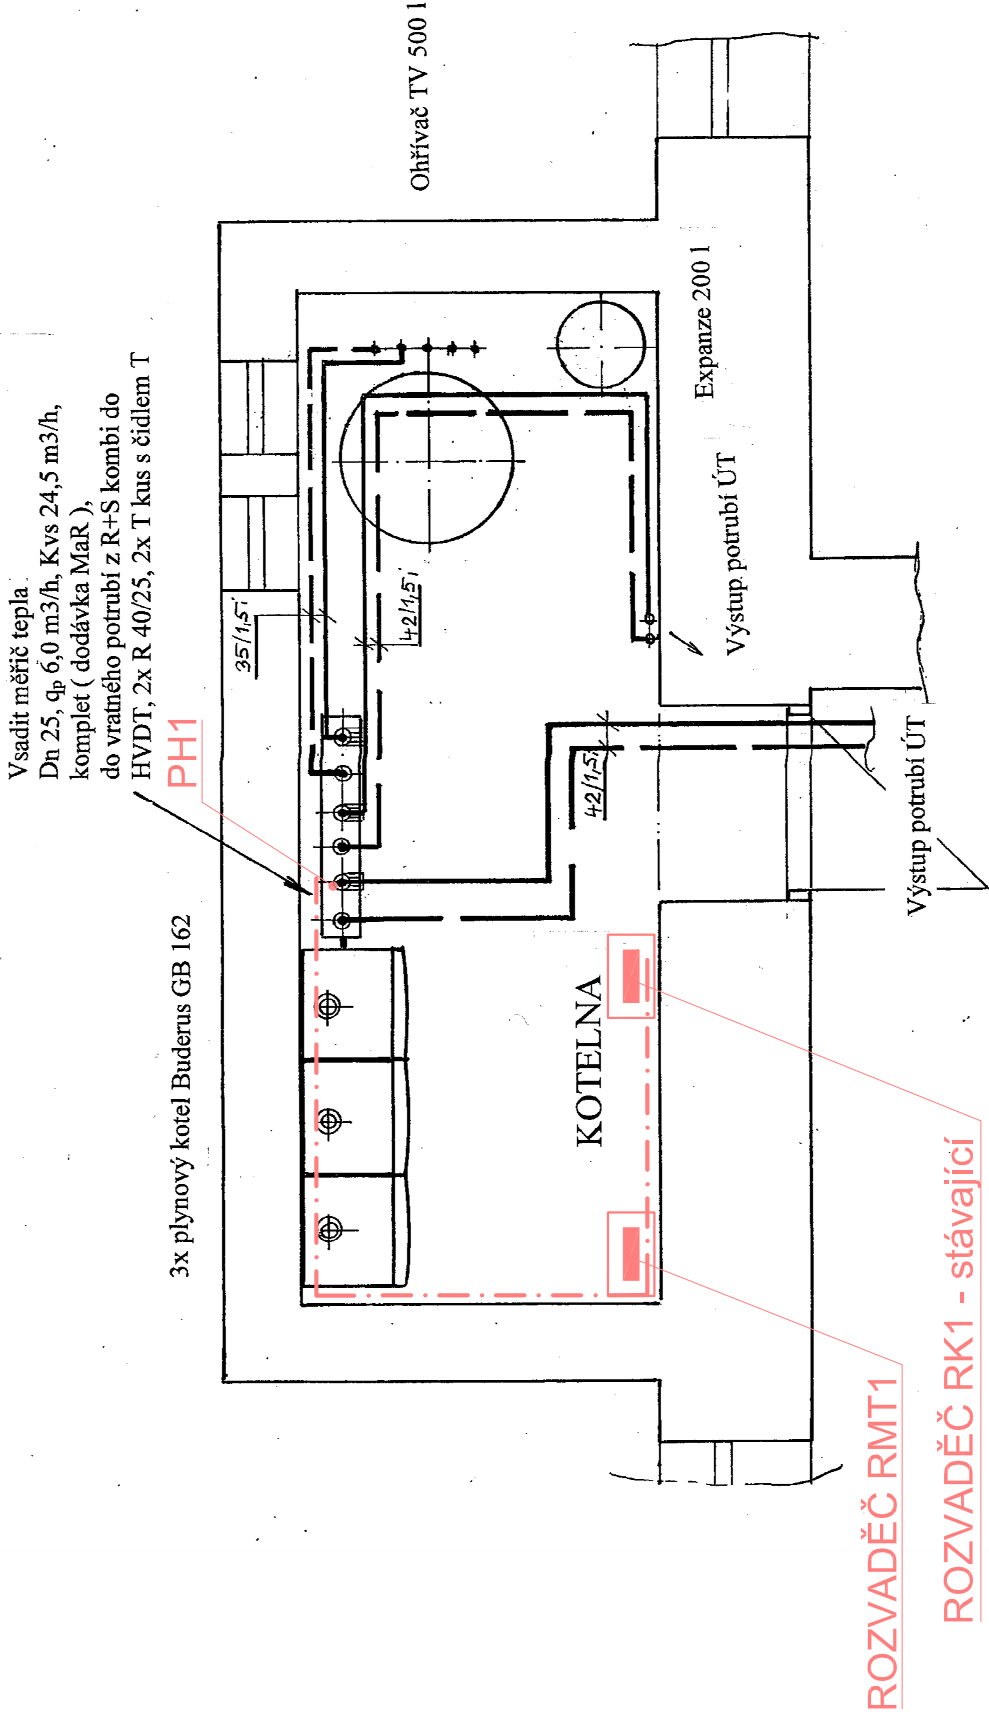 Vsadit měřič tepla
Dn 25, qp 6,0 m3/h, Kvs 24,5 m3/h,
komplet ( dodávka MaR ),
do vratného potrubí z R+S kombi do
HVDT, 2x R 40/25, 2x T kus s čidlem T
PH1
3x plynový kotel Buderus GB 162
35/1,5
42/1,5
42/1,5
Ohřívač TV 500 l
Expanze 200 l
Výstup potrubí ÚT
Výstup potrubí ÚT
KOTELNA
ROZVADĚČ RMT1
ROZVADĚČ RK1 - stávající